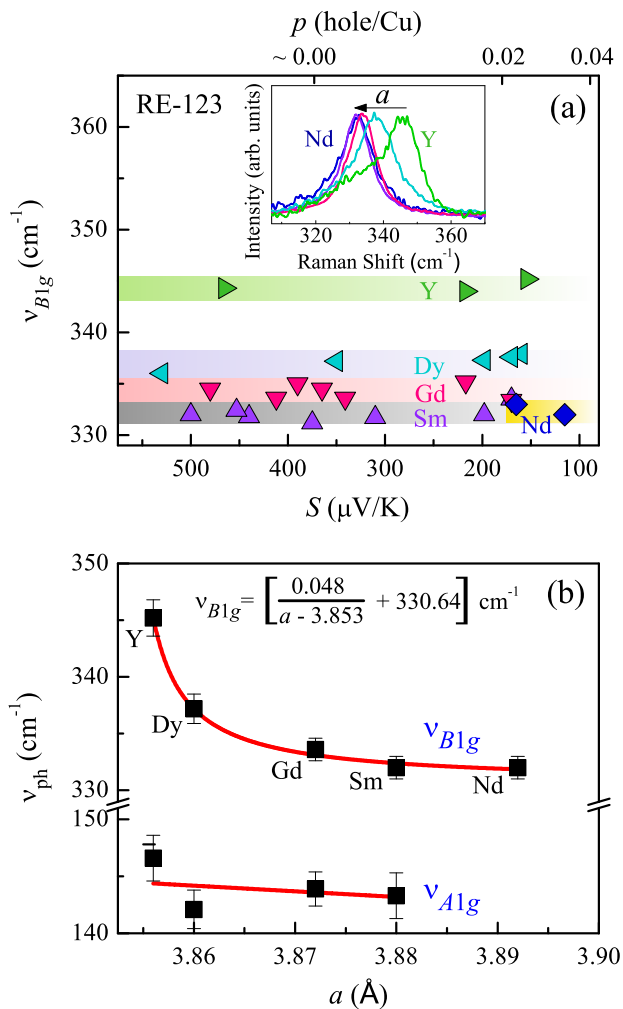 p (hole/Cu)
~ 0.00 0.02 0.04
RE-123
(a)
a
Nd
Y
Intensity (arb. units)
320 340 360
Raman Shift (cm⁻¹)
360
350
340
330
ν_B1g (cm⁻¹)
Y
Dy
Gd
Sm
Nd
500 400 300 200 100
S (μV/K)
(b)
ν_B1g = [0.048 / (a - 3.853) + 330.64] cm⁻¹
350
340
330
150
140
ν_ph (cm⁻¹)
Y
Dy
Gd
Sm
Nd
ν_B1g
ν_A1g
3.86 3.87 3.88 3.89 3.90
a (Å)